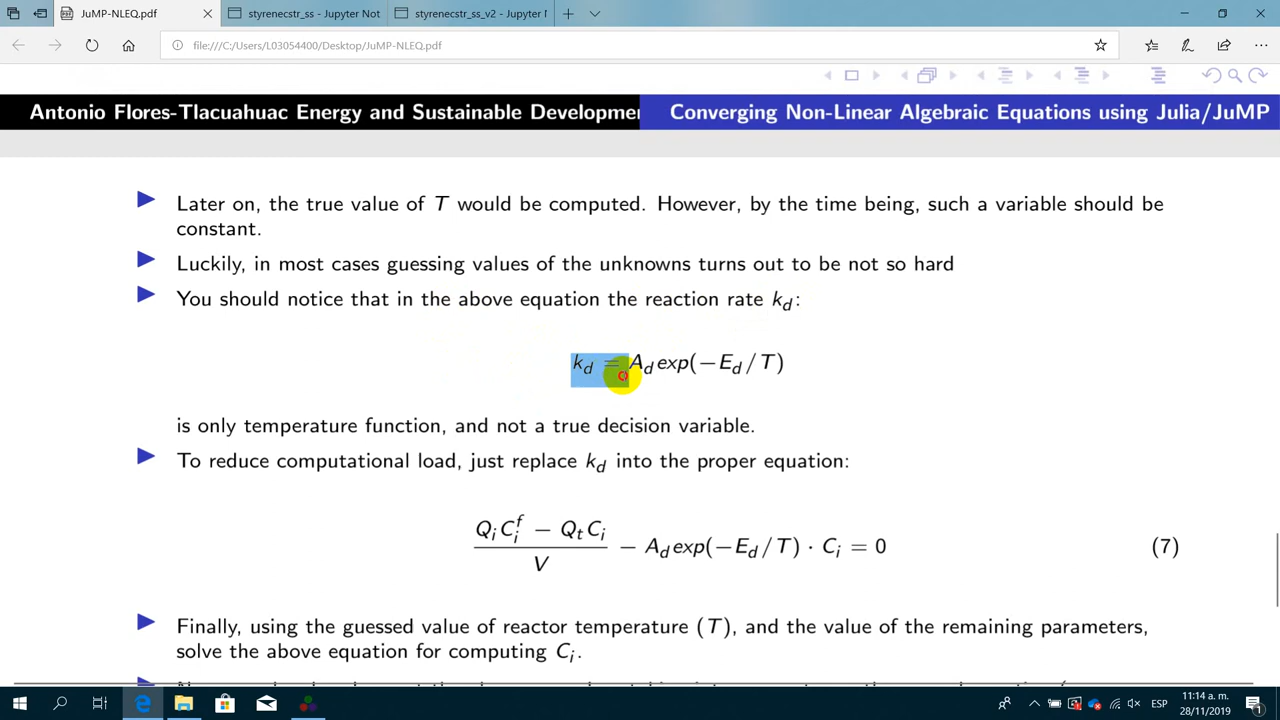 JuMP-NLEQ.pdf
styrenecstr_ss - Jupyter Not
styrenecstr_ss_v2 - Jupyter I
file:///C:/Users/L03054400/Desktop/JuMP-NLEQ.pdf
Antonio Flores-Tlacuahuac Energy and Sustainable Developmen
Converging Non-Linear Algebraic Equations using Julia/JuMP
Later on, the true value of T would be computed. However, by the time being, such a variable should be
constant.
Luckily, in most cases guessing values of the unknowns turns out to be not so hard
You should notice that in the above equation the reaction rate k_d:
k_d = A_d exp(−E_d/T)
is only temperature function, and not a true decision variable.
To reduce computational load, just replace k_d into the proper equation:
(Q_i C_i^f − Q_t C_i)/V − A_d exp(−E_d/T) · C_i = 0 (7)
Finally, using the guessed value of reactor temperature (T), and the value of the remaining parameters,
solve the above equation for computing C_i.
ESP
11:14 a. m.
28/11/2019
1